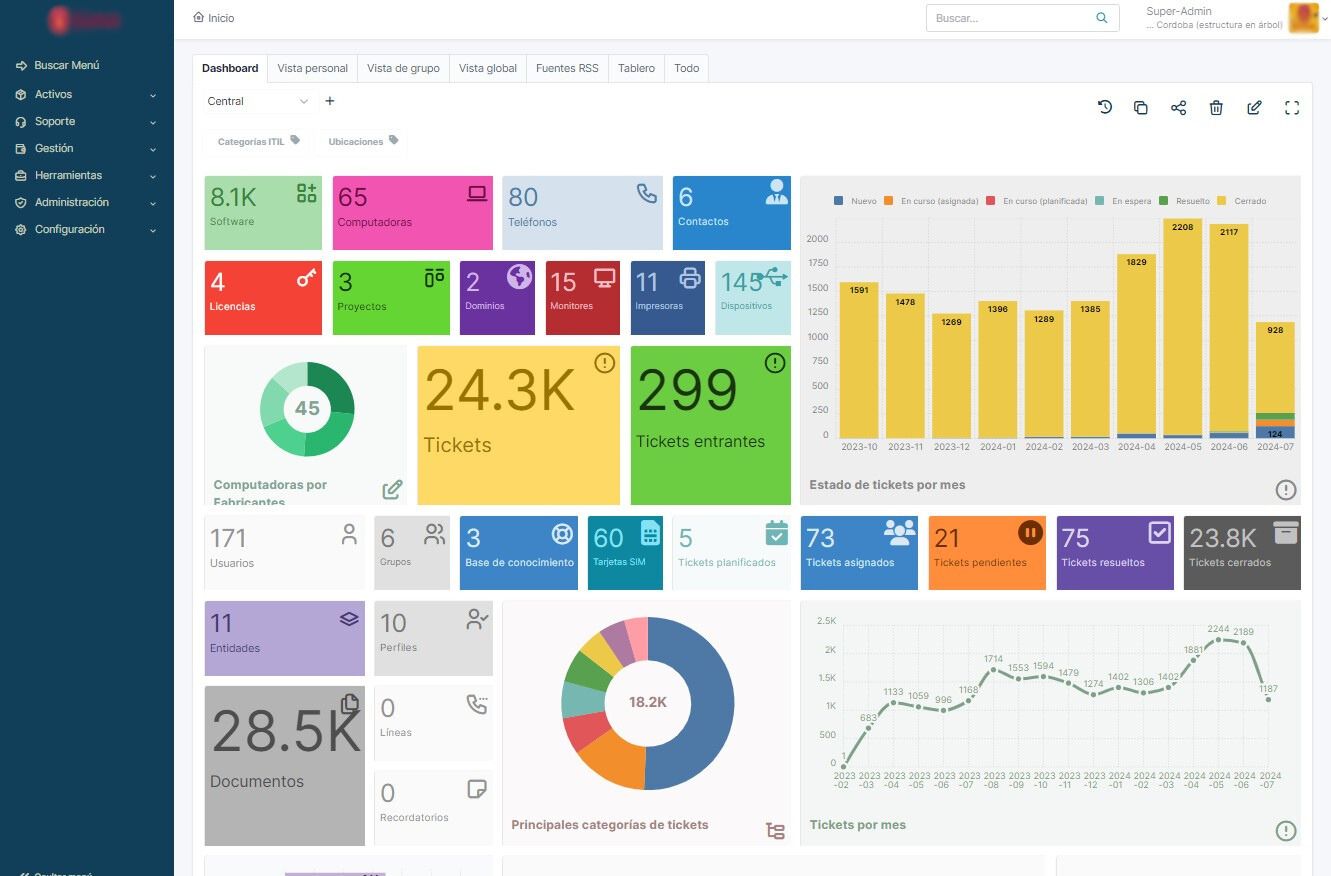 Inicio
Buscar...
Super-Admin
... Cordoba (estructura en árbol)
Buscar Menú
Activos
Soporte
Gestión
Herramientas
Administración
Configuración
Dashboard Vista personal Vista de grupo Vista global Fuentes RSS Tablero Todo
Central
Categorías ITIL Ubicaciones
8.1K
Software
65
Computadoras
80
Teléfonos
6
Contactos
4
Licencias
3
Proyectos
2
Dominios
15
Monitores
11
Impresoras
145
Dispositivos
45
Computadoras por
Fabricantes
24.3K
Tickets
299
Tickets entrantes
Nuevo En curso (asignada) En curso (planificada) En espera Resuelto Cerrado
2000
1750
1500
1250
1000
750
500
250
0
1591 1478 1269 1396 1289 1385 1829 2208 2117 928
124
2023-10 2023-11 2023-12 2024-01 2024-02 2024-03 2024-04 2024-05 2024-06 2024-07
Estado de tickets por mes
171
Usuarios
6
Grupos
3
Base de conocimiento
60
Tarjetas SIM
5
Tickets planificados
73
Tickets asignados
21
Tickets pendientes
75
Tickets resueltos
23.8K
Tickets cerrados
11
Entidades
10
Perfiles
28.5K
Documentos
0
Líneas
0
Recordatorios
18.2K
Principales categorías de tickets
2.5K
2K
1.5K
1K
500
0
1 683 1133 1059 996 1168 1714 1553 1594 1479 1274 1402 1306 1402 1881 2244 2189 1187
2023 2023 2023 2023 2023 2023 2023 2023 2023 2023 2023 2024 2024 2024 2024 2024 2024 2024
-02 -03 -04 -05 -06 -07 -08 -09 -10 -11 -12 -01 -02 -03 -04 -05 -06 -07
Tickets por mes
Ocultar menú